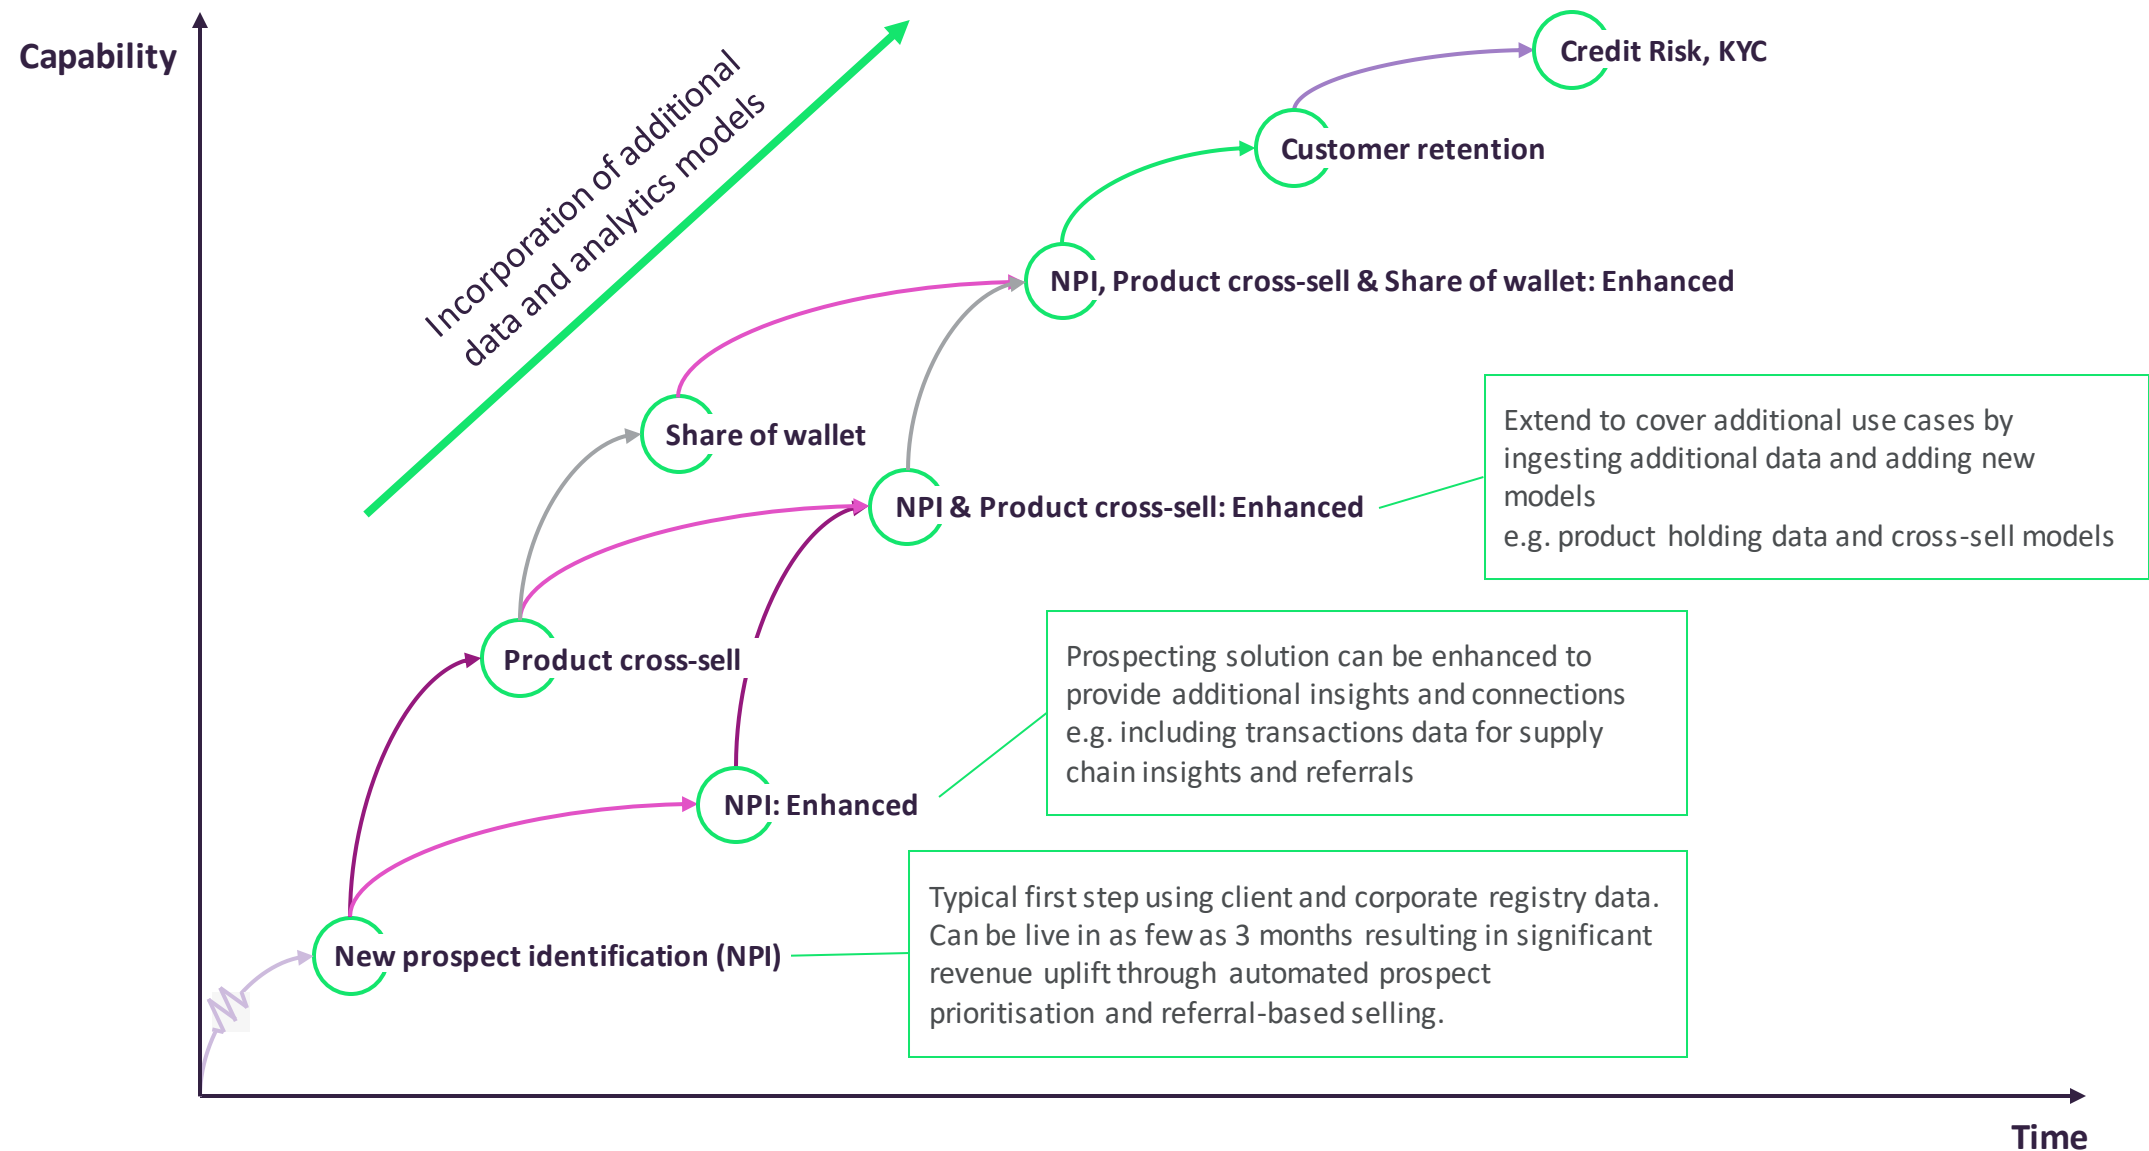 Capability
Incorporation of additional
data and analytics models
Credit Risk, KYC
Customer retention
NPI, Product cross-sell & Share of wallet: Enhanced
Share of wallet
NPI & Product cross-sell: Enhanced
Extend to cover additional use cases by
ingesting additional data and adding new
models
e.g. product holding data and cross-sell models
Product cross-sell
Prospecting solution can be enhanced to
provide additional insights and connections
e.g. including transactions data for supply
chain insights and referrals
NPI: Enhanced
Typical first step using client and corporate registry data.
Can be live in as few as 3 months resulting in significant
revenue uplift through automated prospect
prioritisation and referral-based selling.
New prospect identification (NPI)
Time